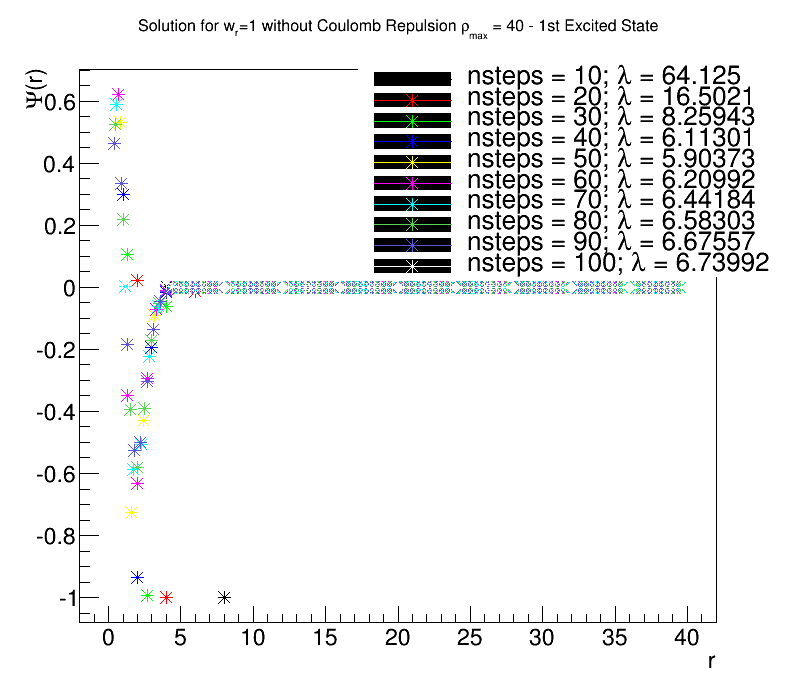 Solution for wr=1 without Coulomb Repulsion ρmax = 40 - 1st Excited State
Ψ(r)
nsteps = 10; λ = 64.125
nsteps = 20; λ = 16.5021
nsteps = 30; λ = 8.25943
nsteps = 40; λ = 6.11301
nsteps = 50; λ = 5.90373
nsteps = 60; λ = 6.20992
nsteps = 70; λ = 6.44184
nsteps = 80; λ = 6.58303
nsteps = 90; λ = 6.67557
nsteps = 100; λ = 6.73992
0.6
0.4
0.2
0
-0.2
-0.4
-0.6
-0.8
-1
0 5 10 15 20 25 30 35 40
r